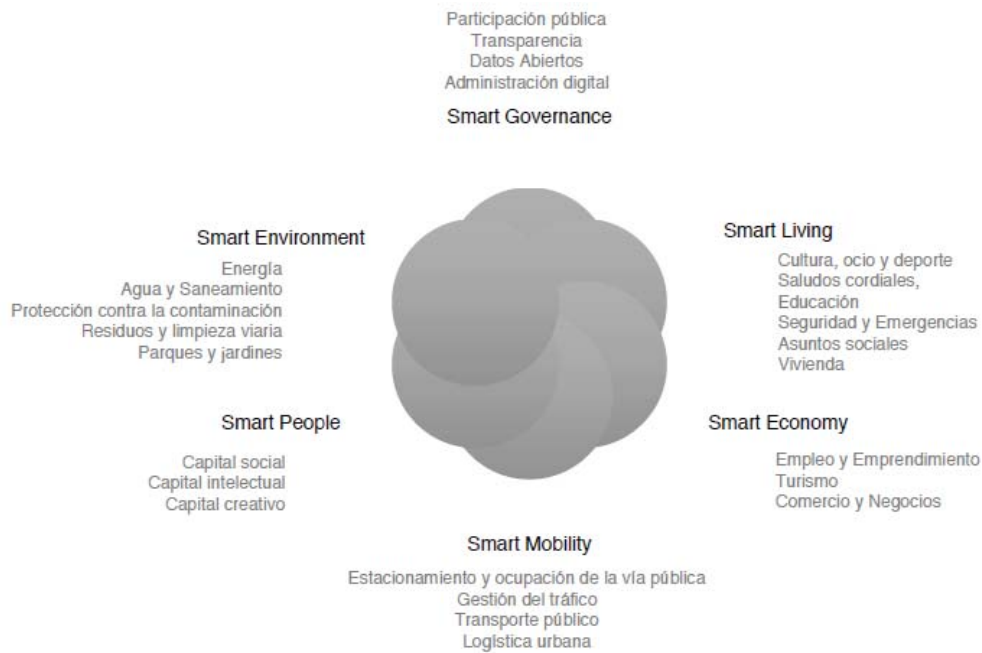 Participación pública
Transparencia
Datos Abiertos
Administración digital
Smart Governance
Smart Environment
Energía
Agua y Saneamiento
Protección contra la contaminación
Residuos y limpieza viaria
Parques y jardines
Smart Living
Cultura, ocio y deporte
Saludos cordiales,
Educación
Seguridad y Emergencias
Asuntos sociales
Vivienda
Smart People
Capital social
Capital intelectual
Capital creativo
Smart Economy
Empleo y Emprendimiento
Turismo
Comercio y Negocios
Smart Mobility
Estacionamiento y ocupación de la vía pública
Gestión del tráfico
Transporte público
Logística urbana